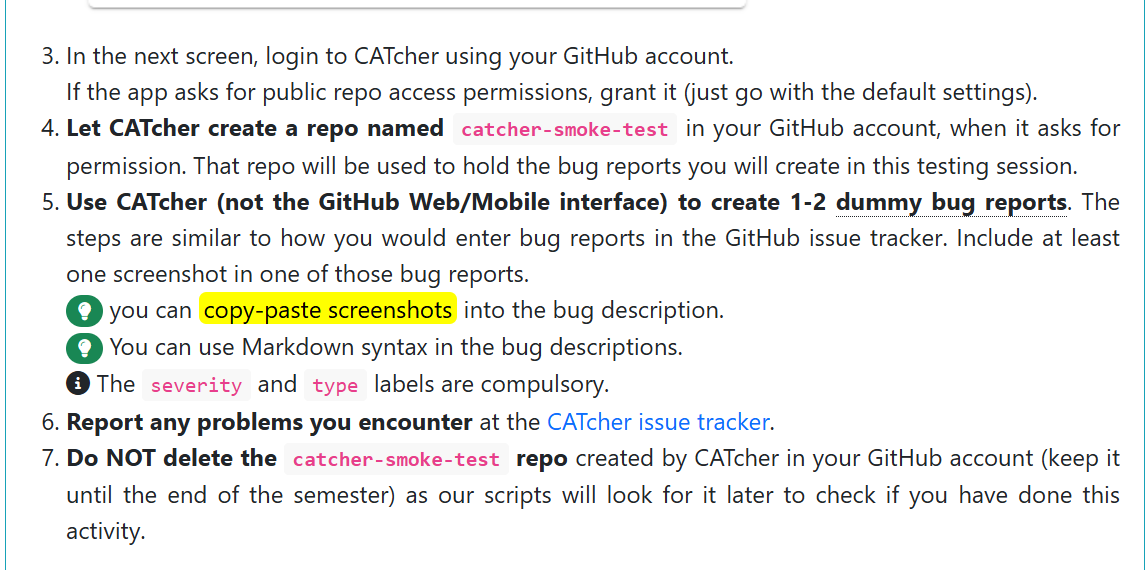 3. In the next screen, login to CATcher using your GitHub account.
If the app asks for public repo access permissions, grant it (just go with the default settings).
4. Let CATcher create a repo named catcher-smoke-test in your GitHub account, when it asks for
permission. That repo will be used to hold the bug reports you will create in this testing session.
5. Use CATcher (not the GitHub Web/Mobile interface) to create 1-2 dummy bug reports. The
steps are similar to how you would enter bug reports in the GitHub issue tracker. Include at least
one screenshot in one of those bug reports.
you can copy-paste screenshots into the bug description.
You can use Markdown syntax in the bug descriptions.
The severity and type labels are compulsory.
6. Report any problems you encounter at the CATcher issue tracker.
7. Do NOT delete the catcher-smoke-test repo created by CATcher in your GitHub account (keep it
until the end of the semester) as our scripts will look for it later to check if you have done this
activity.